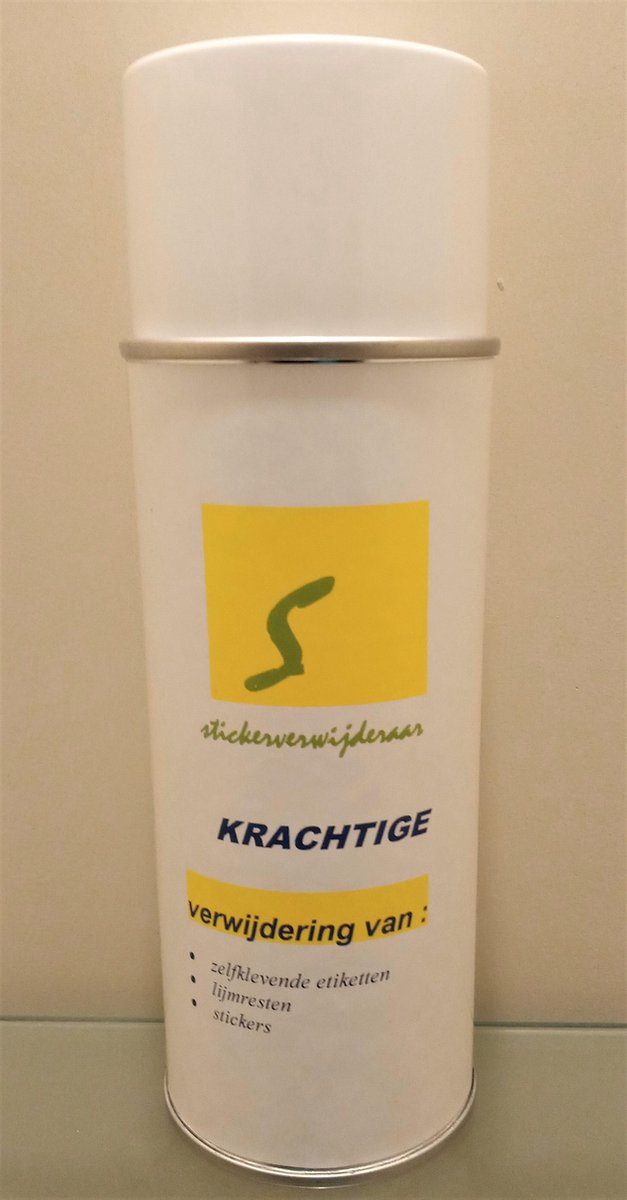 S
stickerverwijderaar
KRACHTIGE
verwijdering van :
• zelfklevende etiketten
• lijmresten
• stickers